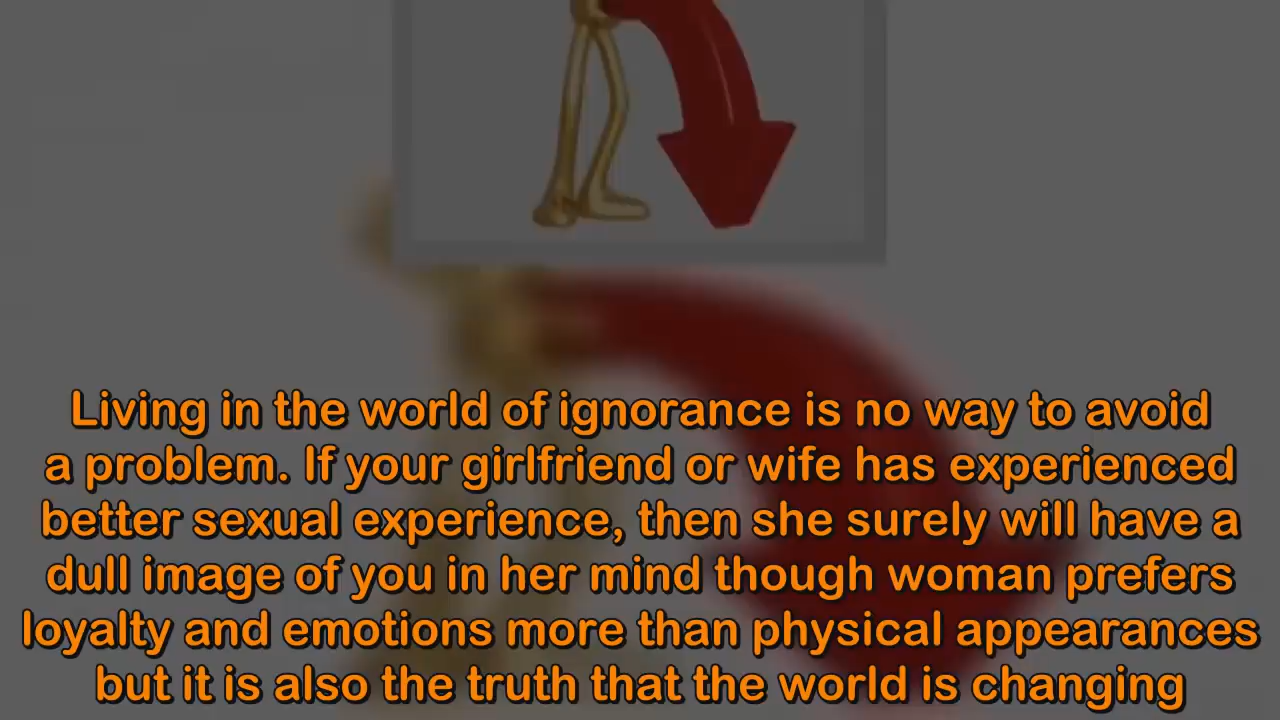 Living in the world of ignorance is no way to avoid
a problem. If your girlfriend or wife has experienced
better sexual experience, then she surely will have a
dull image of you in her mind though woman prefers
loyalty and emotions more than physical appearances
but it is also the truth that the world is changing